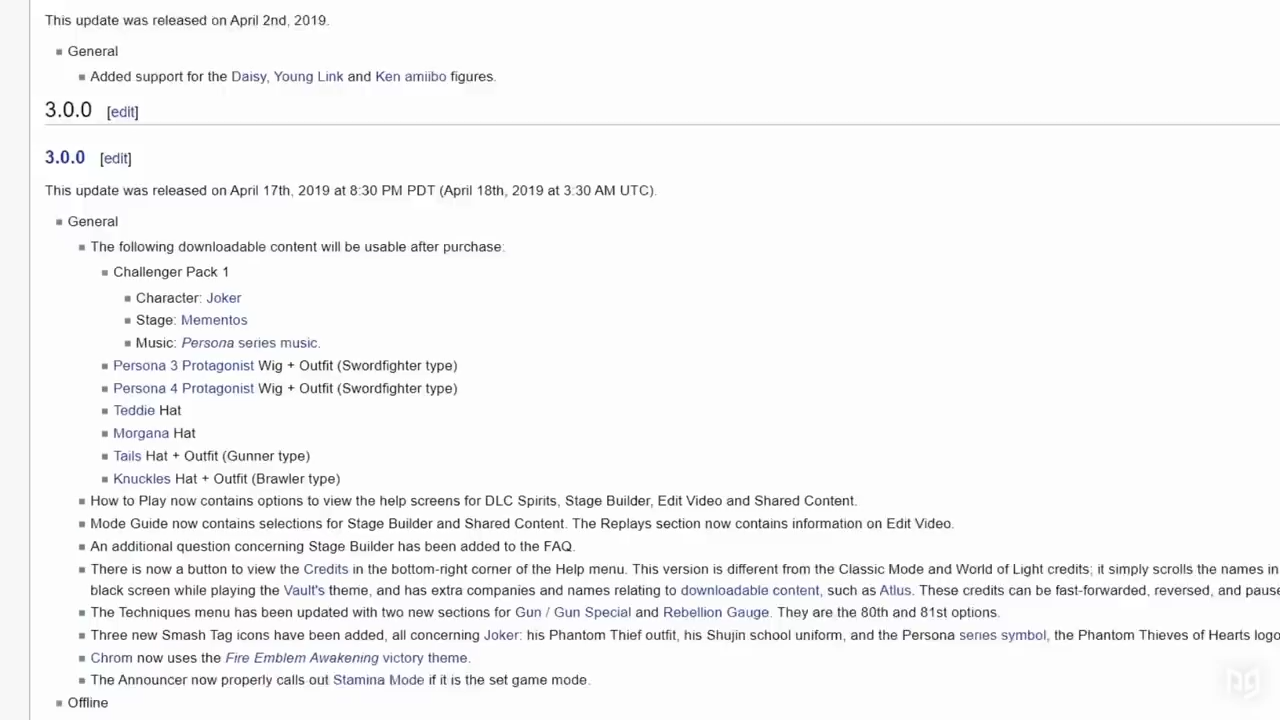 This update was released on April 2nd, 2019.
General
Added support for the Daisy, Young Link and Ken amiibo figures.
3.0.0 [edit]
3.0.0 [edit]
This update was released on April 17th, 2019 at 8:30 PM PDT (April 18th, 2019 at 3:30 AM UTC).
General
The following downloadable content will be usable after purchase:
Challenger Pack 1
Character: Joker
Stage: Mementos
Music: Persona series music.
Persona 3 Protagonist Wig + Outfit (Swordfighter type)
Persona 4 Protagonist Wig + Outfit (Swordfighter type)
Teddie Hat
Morgana Hat
Tails Hat + Outfit (Gunner type)
Knuckles Hat + Outfit (Brawler type)
How to Play now contains options to view the help screens for DLC Spirits, Stage Builder, Edit Video and Shared Content.
Mode Guide now contains selections for Stage Builder and Shared Content. The Replays section now contains information on Edit Video.
An additional question concerning Stage Builder has been added to the FAQ.
There is now a button to view the Credits in the bottom-right corner of the Help menu. This version is different from the Classic Mode and World of Light credits; it simply scrolls the names in
black screen while playing the Vault's theme, and has extra companies and names relating to downloadable content, such as Atlus. These credits can be fast-forwarded, reversed, and pause
The Techniques menu has been updated with two new sections for Gun / Gun Special and Rebellion Gauge. They are the 80th and 81st options.
Three new Smash Tag icons have been added, all concerning Joker: his Phantom Thief outfit, his Shujin school uniform, and the Persona series symbol, the Phantom Thieves of Hearts logo
Chrom now uses the Fire Emblem Awakening victory theme.
The Announcer now properly calls out Stamina Mode if it is the set game mode.
Offline